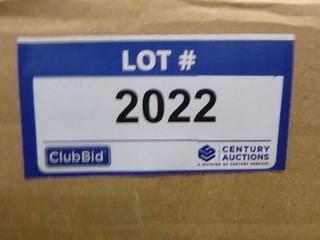 LOT #
2022
ClubBid
CENTURY
AUCTIONS
A DIVISION OF CENTURY SERVICES